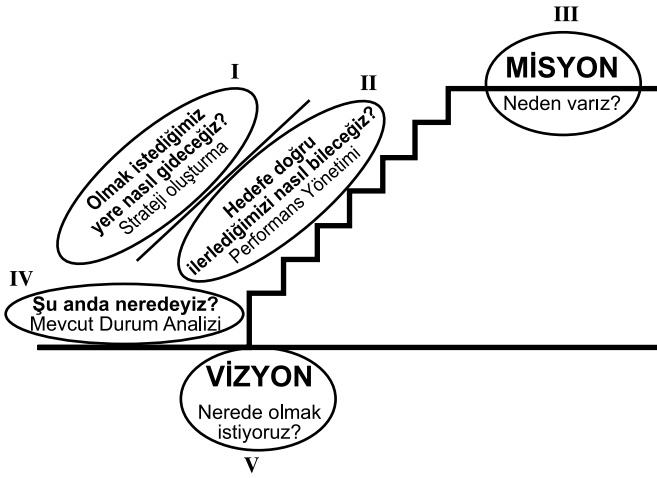 I
Olmak istediğimiz
yere nasıl gideceğiz?
Strateji oluşturma
II
Hedefe doğru
ilerlediğimizi nasıl bileceğiz?
Performans Yönetimi
III
MİSYON
Neden varız?
IV
Şu anda neredeyiz?
Mevcut Durum Analizi
VİZYON
Nerede olmak
istiyoruz?
V